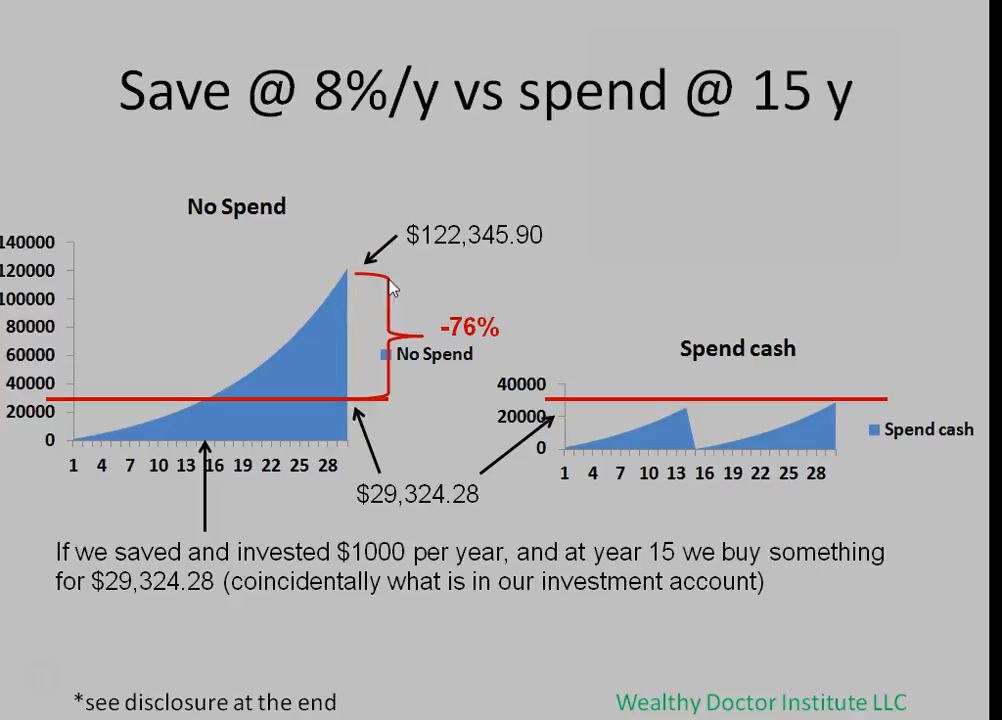 Save @ 8%/y vs spend @ 15 y
No Spend
$122,345.90
140000
120000
100000
80000
60000
40000
20000
0
1 4 7 10 13 16 19 22 25 28
-76%
No Spend
$29,324.28
Spend cash
40000
20000
0
1 4 7 10 13 16 19 22 25 28
Spend cash
If we saved and invested $1000 per year, and at year 15 we buy something
for $29,324.28 (coincidentally what is in our investment account)
*see disclosure at the end
Wealthy Doctor Institute LLC